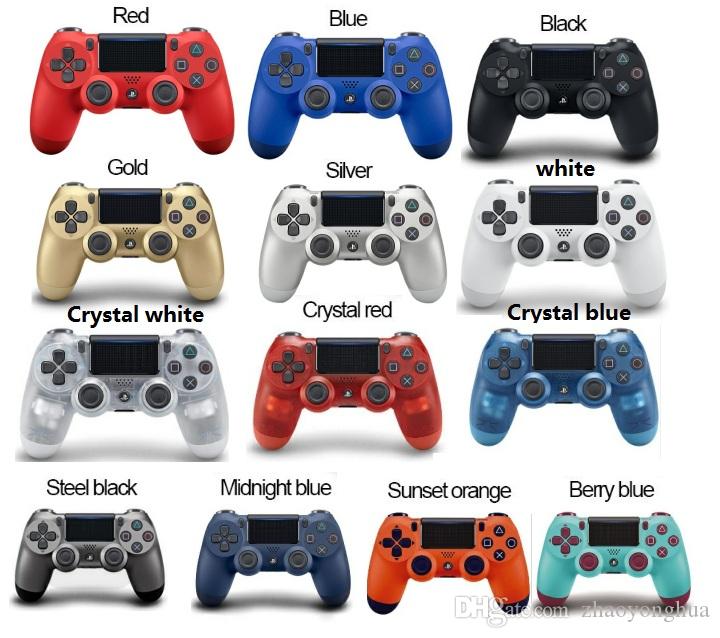 Red
Blue
Black
Gold
Silver
white
Crystal white
Crystal red
Crystal blue
Steel black
Midnight blue
Sunset orange
Berry blue
DHgate.com zhaoyonghua